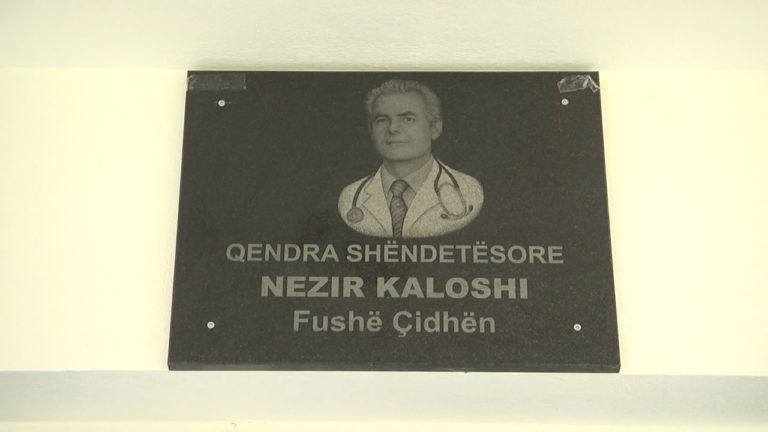 QENDRA SHËNDETËSORE
NEZIR KALOSHI
Fushë Çidhën